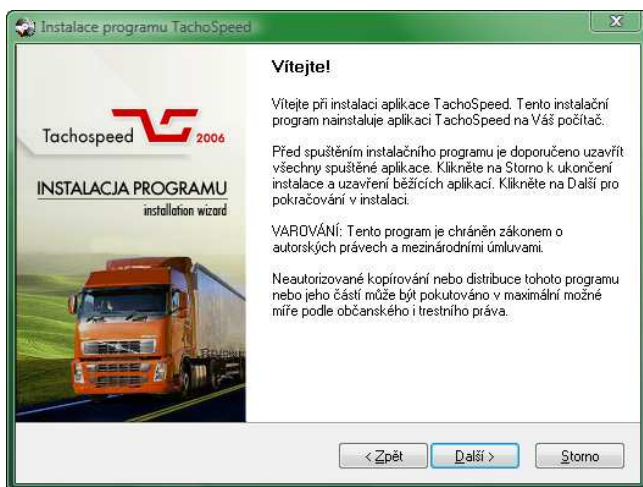 Instalace programu TachoSpeed
Tachospeed 2006
INSTALACJA PROGRAMU
installation wizard
Vítejte!
Vítejte při instalaci aplikace TachoSpeed. Tento instalační
program nainstaluje aplikaci TachoSpeed na Váš počítač.
Před spuštěním instalačního programu je doporučeno uzavřít
všechny spuštěné aplikace. Klikněte na Storno k ukončení
instalace a uzavření běžících aplikací. Klikněte na Další pro
pokračování v instalaci.
VAROVÁNÍ: Tento program je chráněn zákonem o
autorských právech a mezinárodními úmluvami.
Neautorizované kopírování nebo distribuce tohoto programu
nebo jeho částí může být pokutováno v maximální možné
míře podle občanského i trestního práva.
< Zpět
Další >
Storno